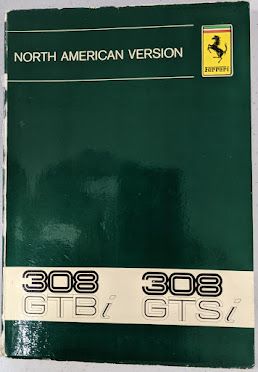 NORTH AMERICAN VERSION
Ferrari
308 308
GTBi GTSi